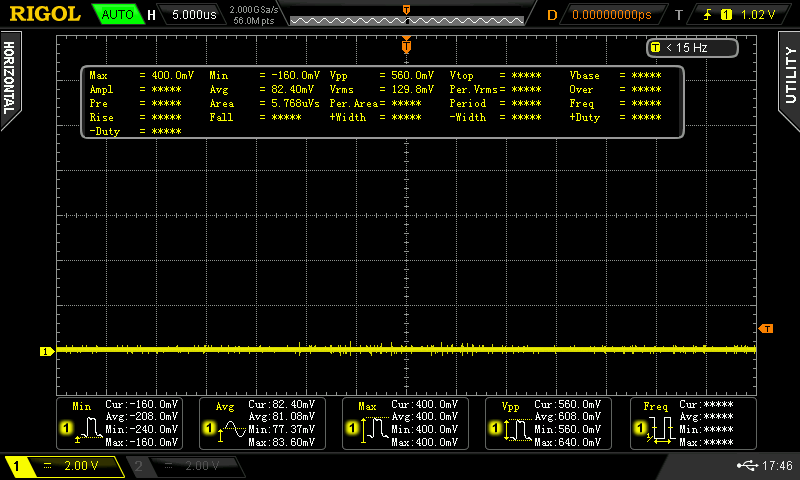 RIGOL AUTO H 5.000us 2.000GSa/s 56.0M pts T D 0.00000000ps T 1 1.02 V
T
T < 15 Hz
HORIZONTAL
UTILITY
Max = 400.0mV Min = -160.0mV Vpp = 560.0mV Vtop = ***** Vbase = *****
Ampl = ***** Avg = 82.40mV Vrms = 129.8mV Per.Vrms= ***** Over = *****
Pre = ***** Area = 5.768uVs Per.Area= ***** Period = ***** Freq = *****
Rise = ***** Fall = ***** +Width = ***** -Width = ***** +Duty = *****
-Duty = *****
T
1
Min Cur:-160.0mV
Avg:-208.0mV
1 Min:-240.0mV
Max:-160.0mV
Avg Cur:82.40mV
Avg:81.08mV
1 Min:77.37mV
Max:83.60mV
Max Cur:400.0mV
Avg:400.0mV
1 Min:400.0mV
Max:400.0mV
Vpp Cur:560.0mV
Avg:608.0mV
1 Min:560.0mV
Max:640.0mV
Freq Cur:*****
Avg:*****
1 Min:*****
Max:*****
1 2.00 V 2 2.00 V 17:46